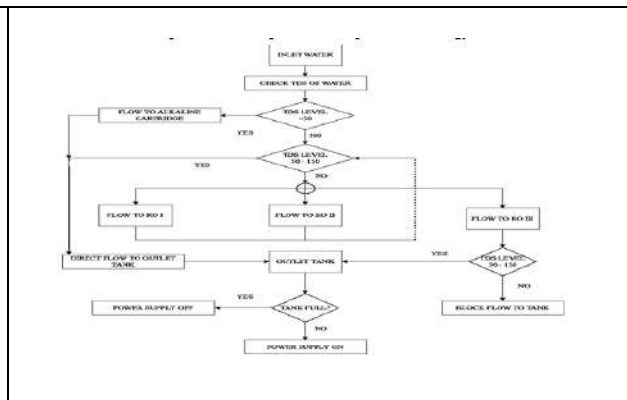 INLET WATER
CHECK TDS OF WATER
FLOW TO ALKALINE
CARTRIDGE
TDS LEVEL
<50
YES
NO
TDS LEVEL
50 - 150
YES
NO
FLOW TO RO I
FLOW TO RO II
FLOW TO RO III
DIRECT FLOW TO OUTLET
TANK
OUTLET TANK
YES
TDS LEVEL
50 - 150
NO
POWER SUPPLY OFF
YES
TANK FULL?
BLOCK FLOW TO TANK
NO
POWER SUPPLY ON